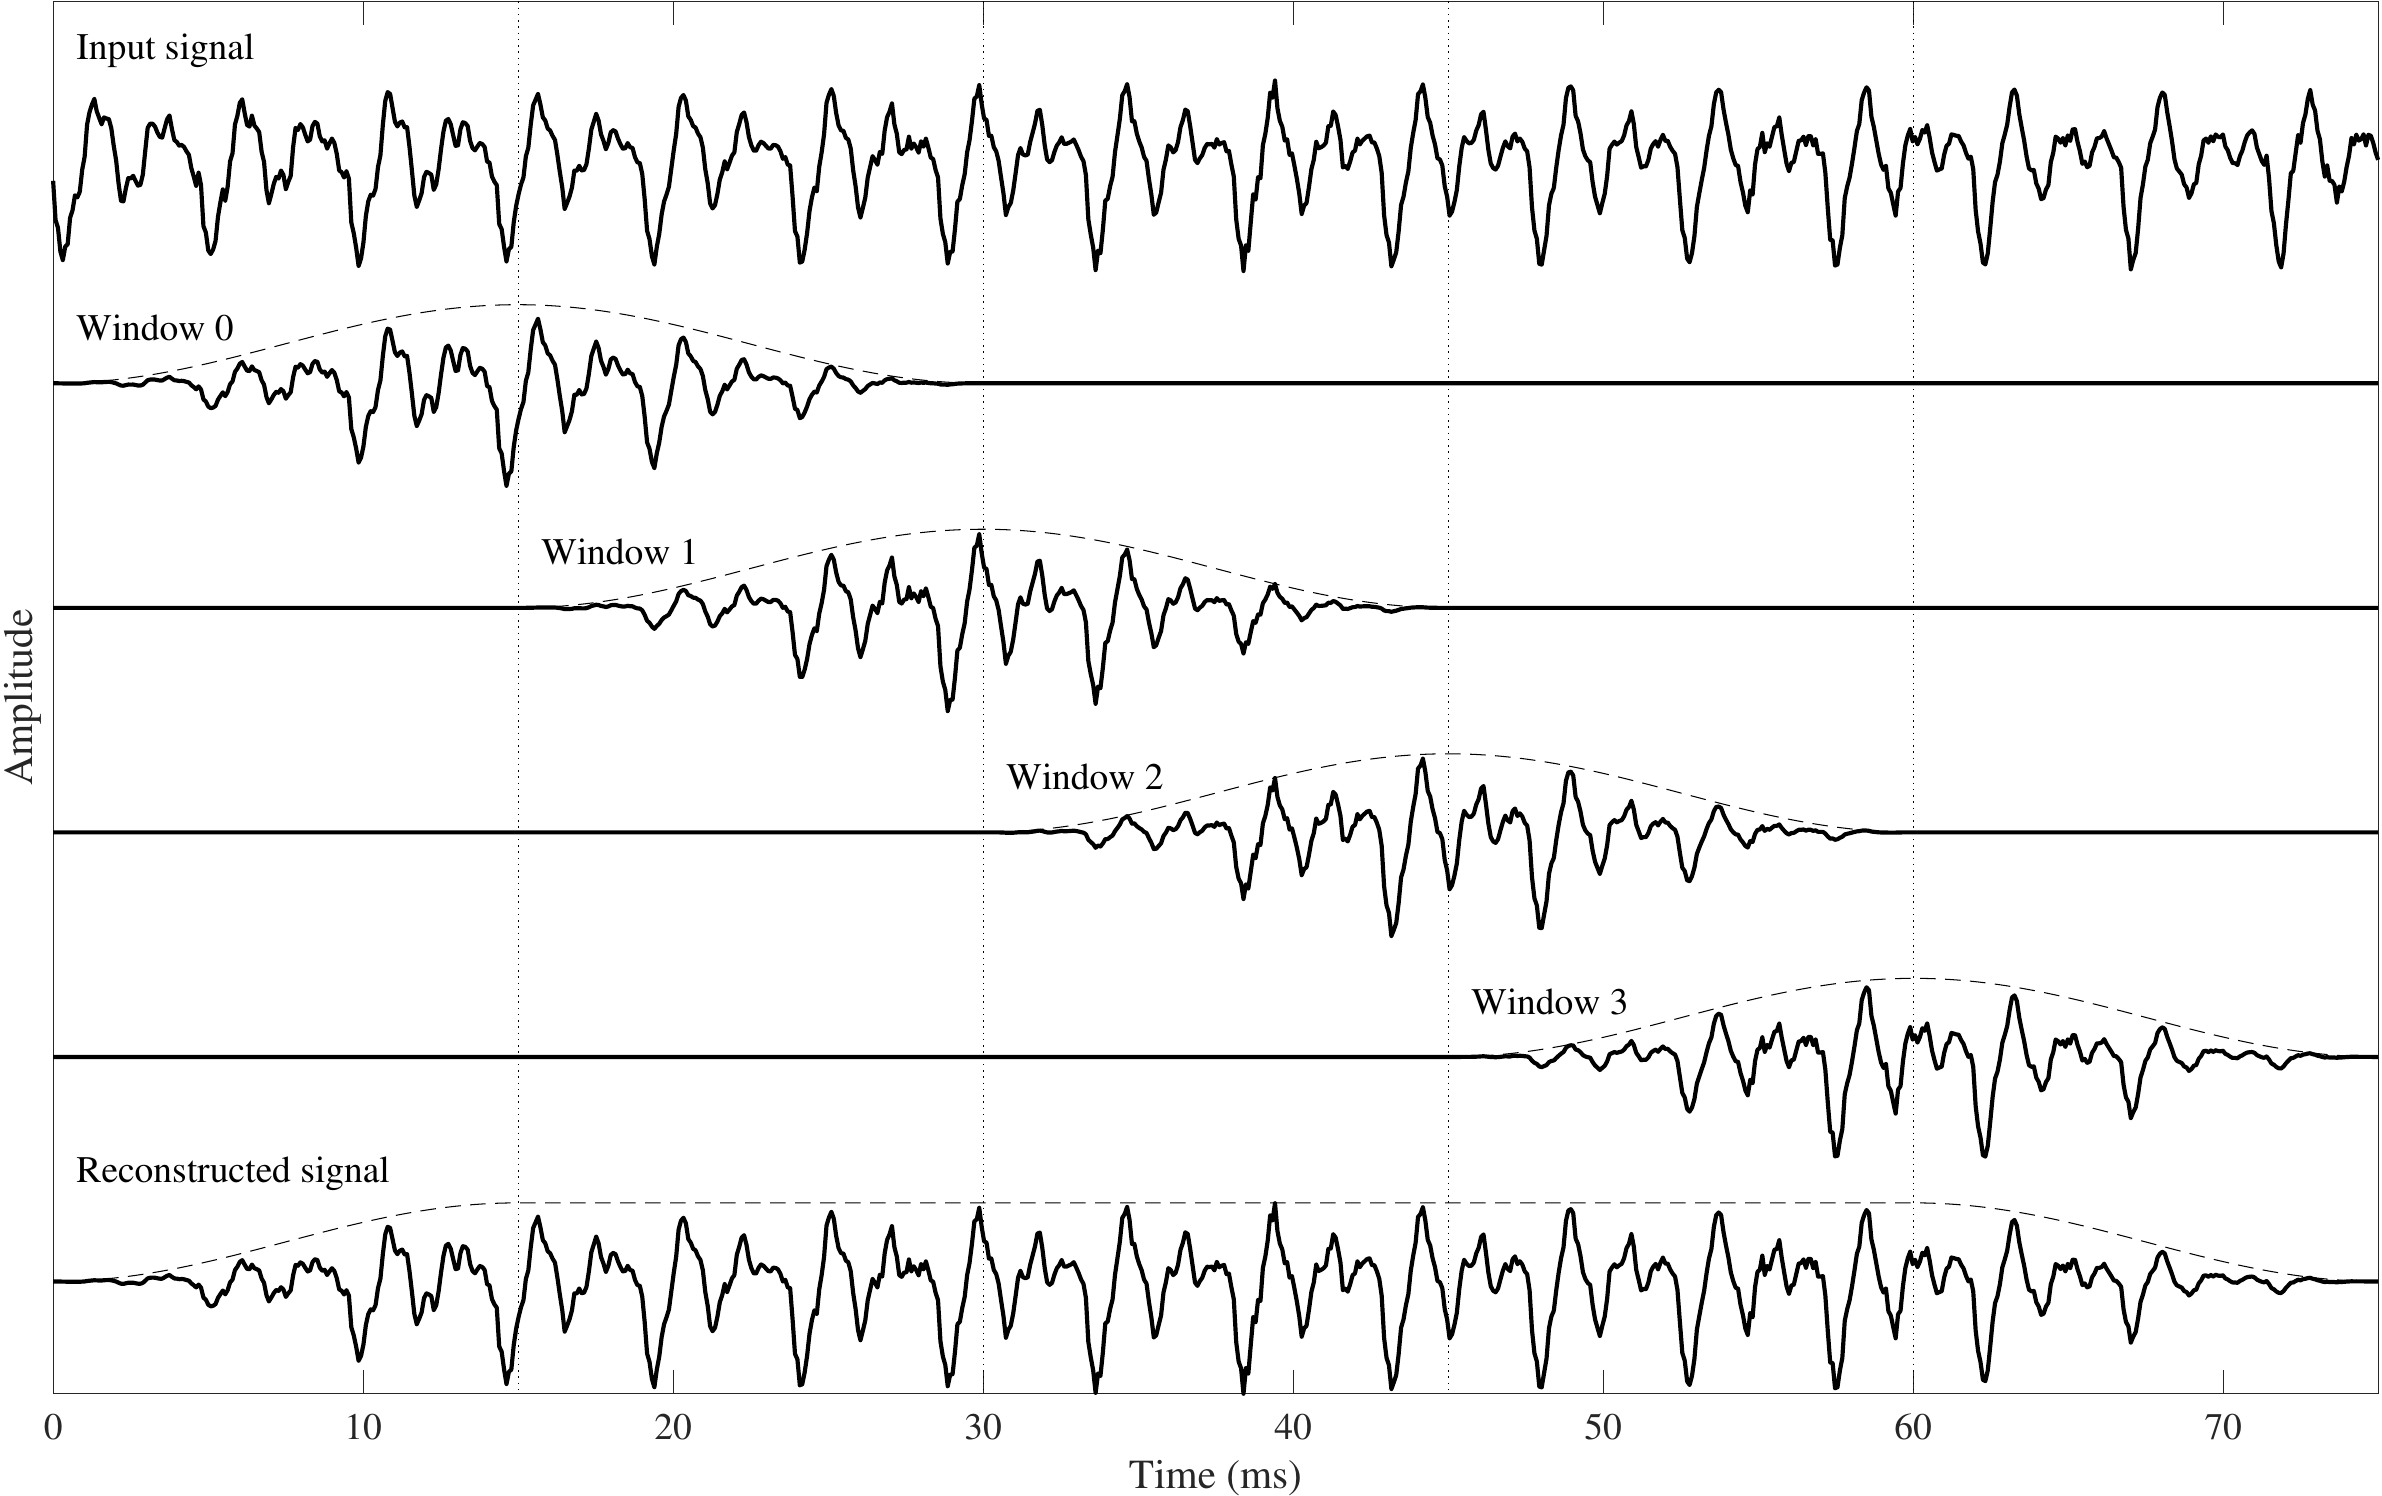 Input signal
Window 0
Window 1
Window 2
Window 3
Reconstructed signal
Amplitude
0 10 20 30 40 50 60 70
Time (ms)